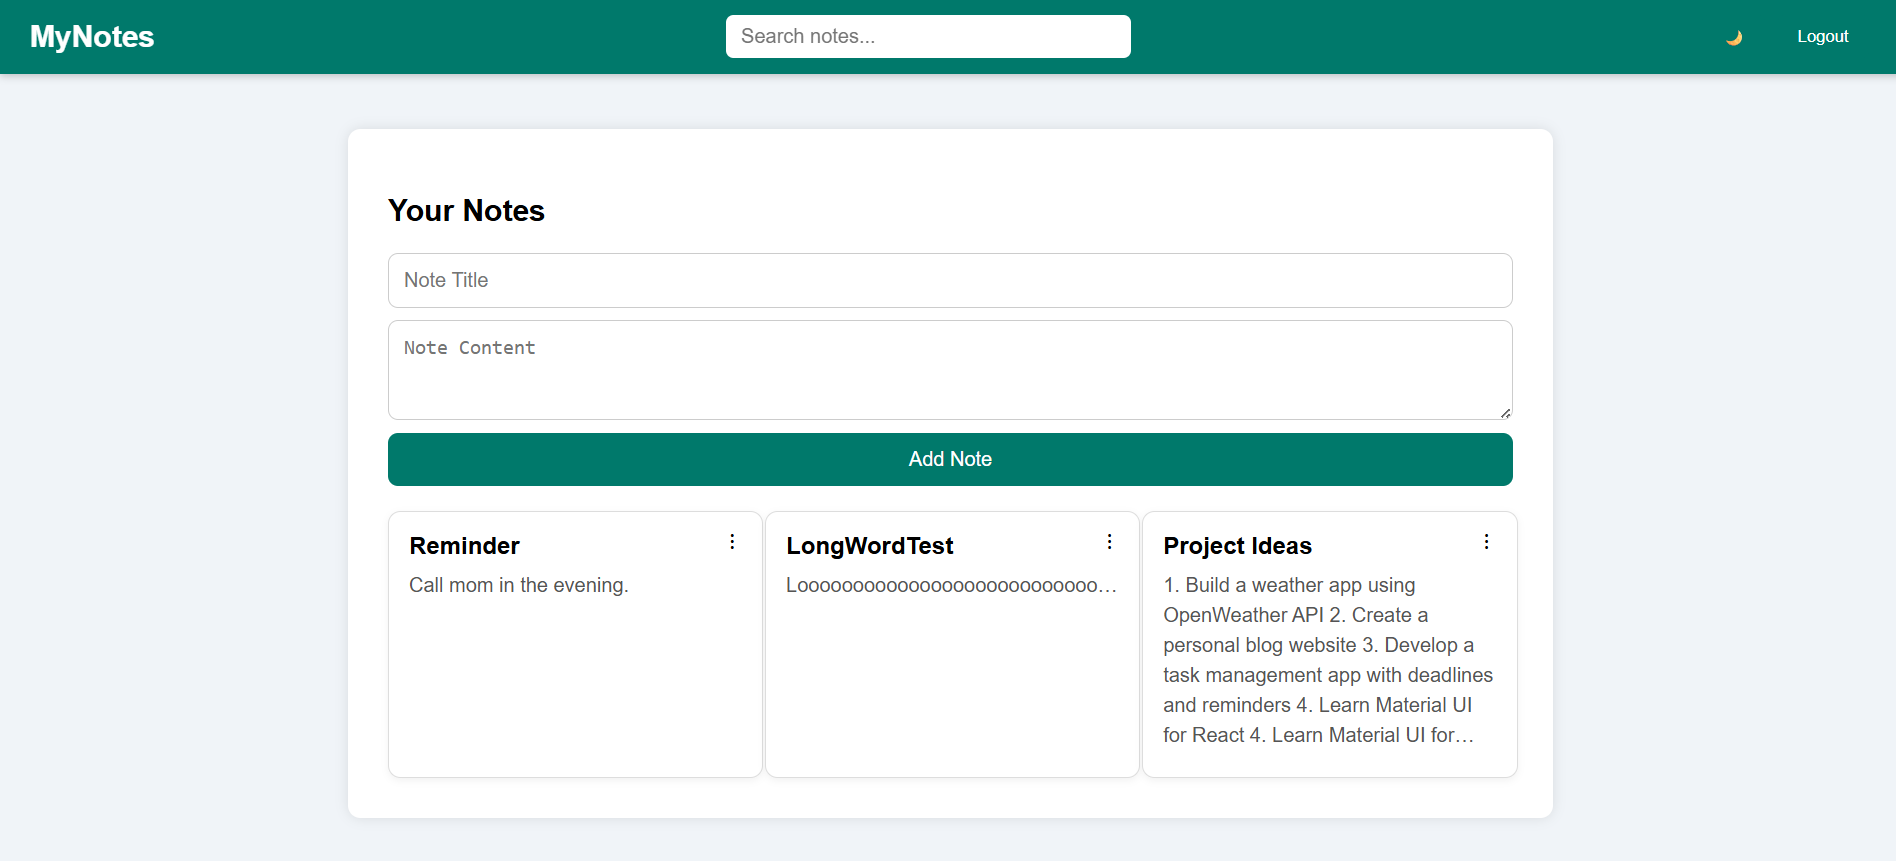 MyNotes
Search notes...
Logout
Your Notes
Note Title
Note Content
Add Note
Reminder
Call mom in the evening.
LongWordTest
Looooooooooooooooooooooooooo…
Project Ideas
1. Build a weather app using
OpenWeather API 2. Create a
personal blog website 3. Develop a
task management app with deadlines
and reminders 4. Learn Material UI
for React 4. Learn Material UI for…